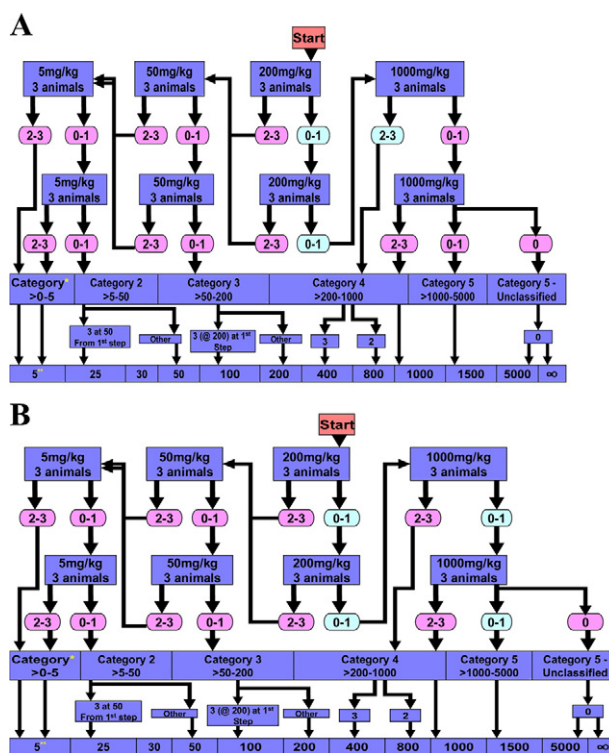 A
Start
5mg/kg 50mg/kg 200mg/kg 1000mg/kg
3 animals 3 animals 3 animals 3 animals
2-3 0-1 2-3 0-1 2-3 0-1 2-3 0-1
5mg/kg 50mg/kg 200mg/kg 1000mg/kg
3 animals 3 animals 3 animals 3 animals
2-3 0-1 2-3 0-1 2-3 0-1 2-3 0-1 0
Category* Category 2 Category 3 Category 4 Category 5 Category 5 -
>0-5 >5-50 >50-200 >200-1000 >1000-5000 Unclassified
3 at 50 Other 3 (@ 200) at 1st Other 3 2 0
From 1st step Step
5 25 30 50 100 200 400 800 1000 1500 5000 ∞
B
Start
5mg/kg 50mg/kg 200mg/kg 1000mg/kg
3 animals 3 animals 3 animals 3 animals
2-3 0-1 2-3 0-1 2-3 0-1 2-3 0-1
5mg/kg 50mg/kg 200mg/kg 1000mg/kg
3 animals 3 animals 3 animals 3 animals
2-3 0-1 2-3 0-1 2-3 0-1 2-3 0-1 0
Category* Category 2 Category 3 Category 4 Category 5 Category 5 -
>0-5 >5-50 >50-200 >200-1000 >1000-5000 Unclassified
3 at 50 Other 3 (@ 200) at 1st Other 3 2 0
From 1st step Step
5 25 30 50 100 200 400 800 1000 1500 5000 ∞